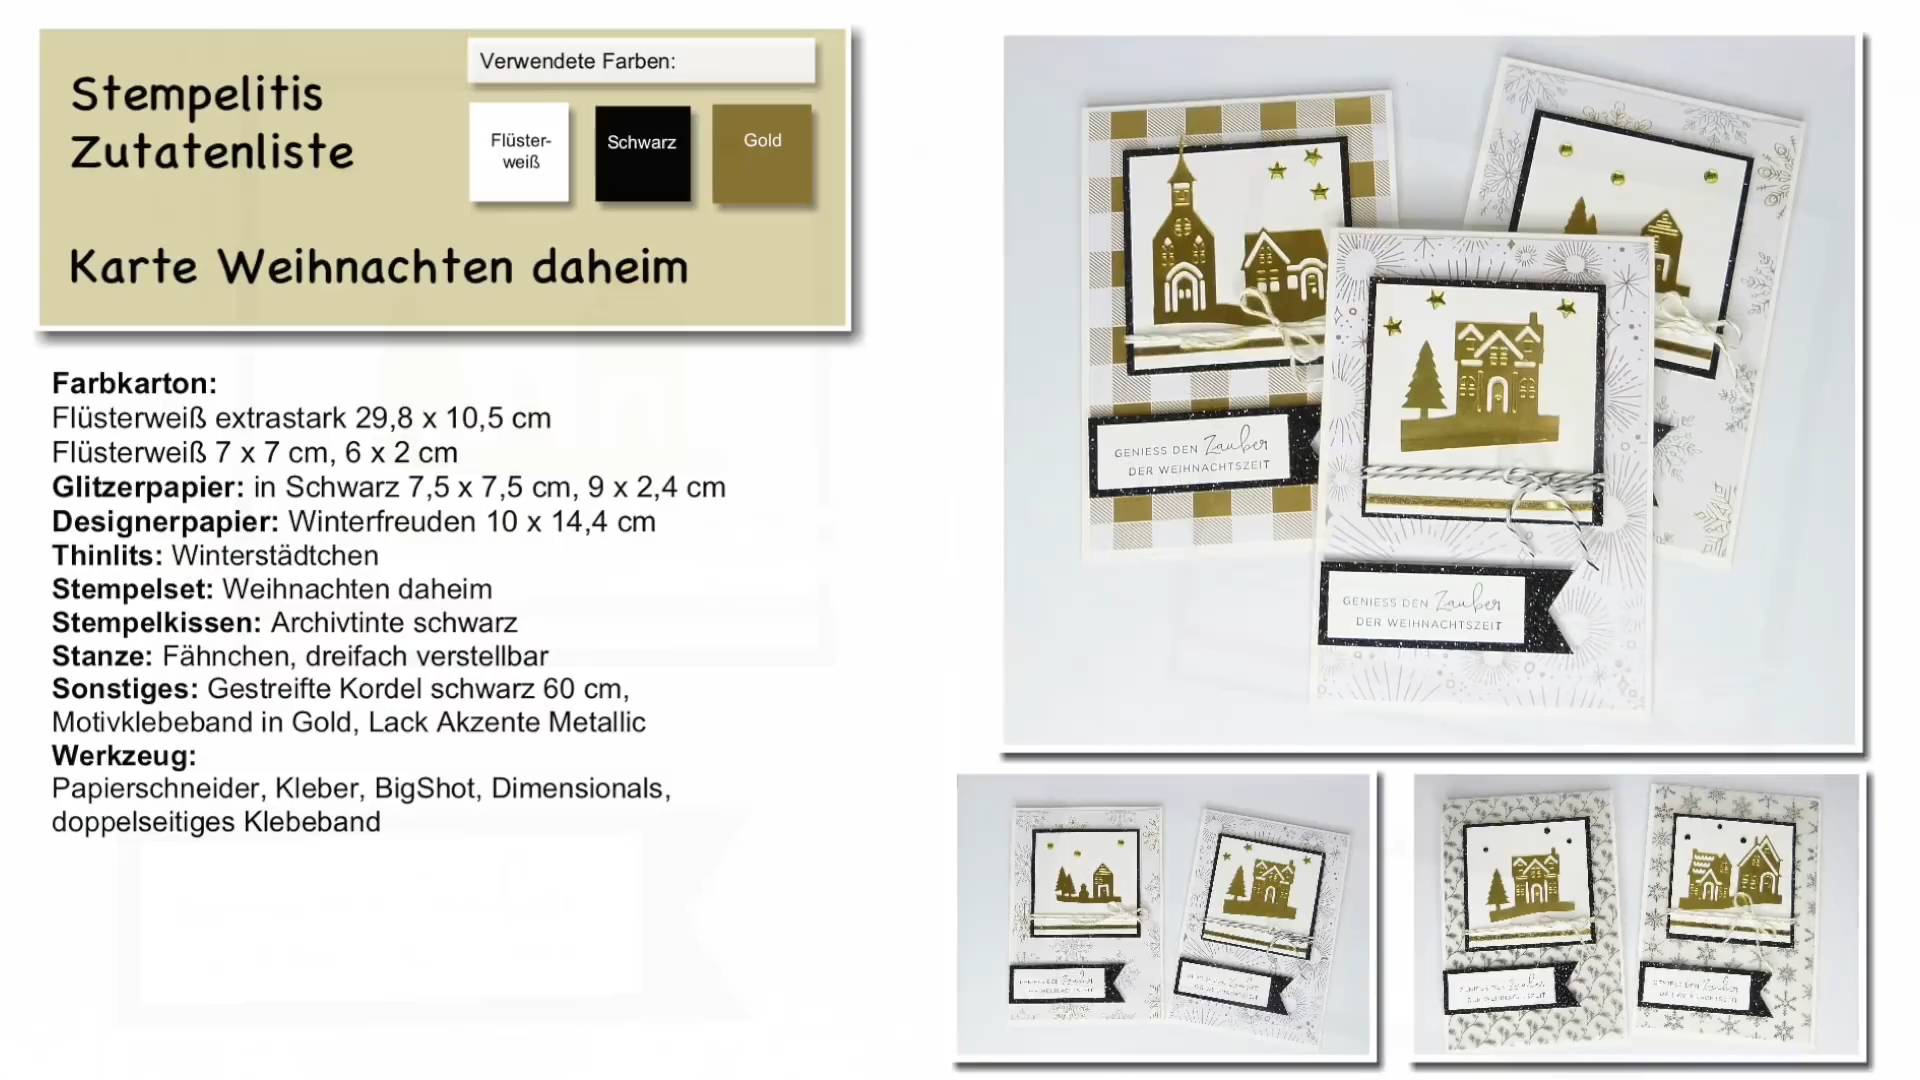 Stempelitis
Zutatenliste
Karte Weihnachten daheim
Verwendete Farben:
Flüster-
weiß
Schwarz
Gold
Farbkarton:
Flüsterweiß extrastark 29,8 x 10,5 cm
Flüsterweiß 7 x 7 cm, 6 x 2 cm
Glitzerpapier: in Schwarz 7,5 x 7,5 cm, 9 x 2,4 cm
Designerpapier: Winterfreuden 10 x 14,4 cm
Thinlits: Winterstädtchen
Stempelset: Weihnachten daheim
Stempelkissen: Archivtinte schwarz
Stanze: Fähnchen, dreifach verstellbar
Sonstiges: Gestreifte Kordel schwarz 60 cm,
Motivklebeband in Gold, Lack Akzente Metallic
Werkzeug:
Papierschneider, Kleber, BigShot, Dimensionals,
doppelseitiges Klebeband
GENIESS DEN Zauber
DER WEIHNACHTSZEIT
GENIESS DEN Zauber
DER WEIHNACHTSZEIT